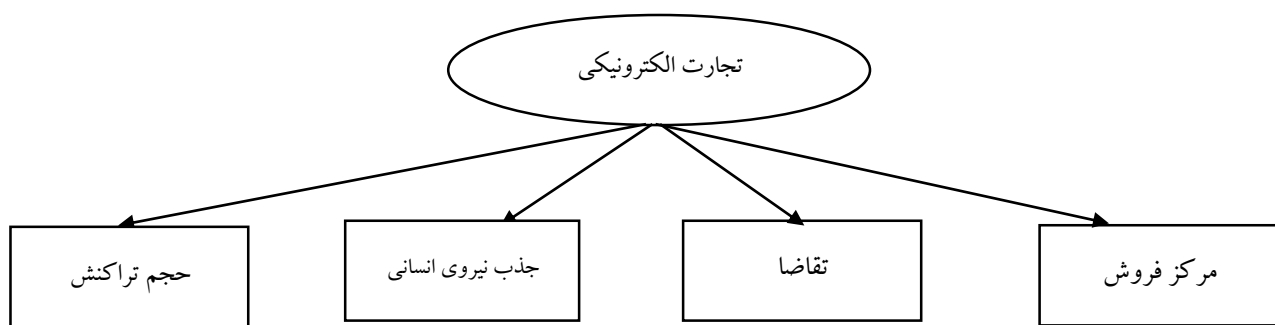 تجارت الکترونیکی
مرکز فروش
تقاضا
جذب نیروی انسانی
حجم تراکنش